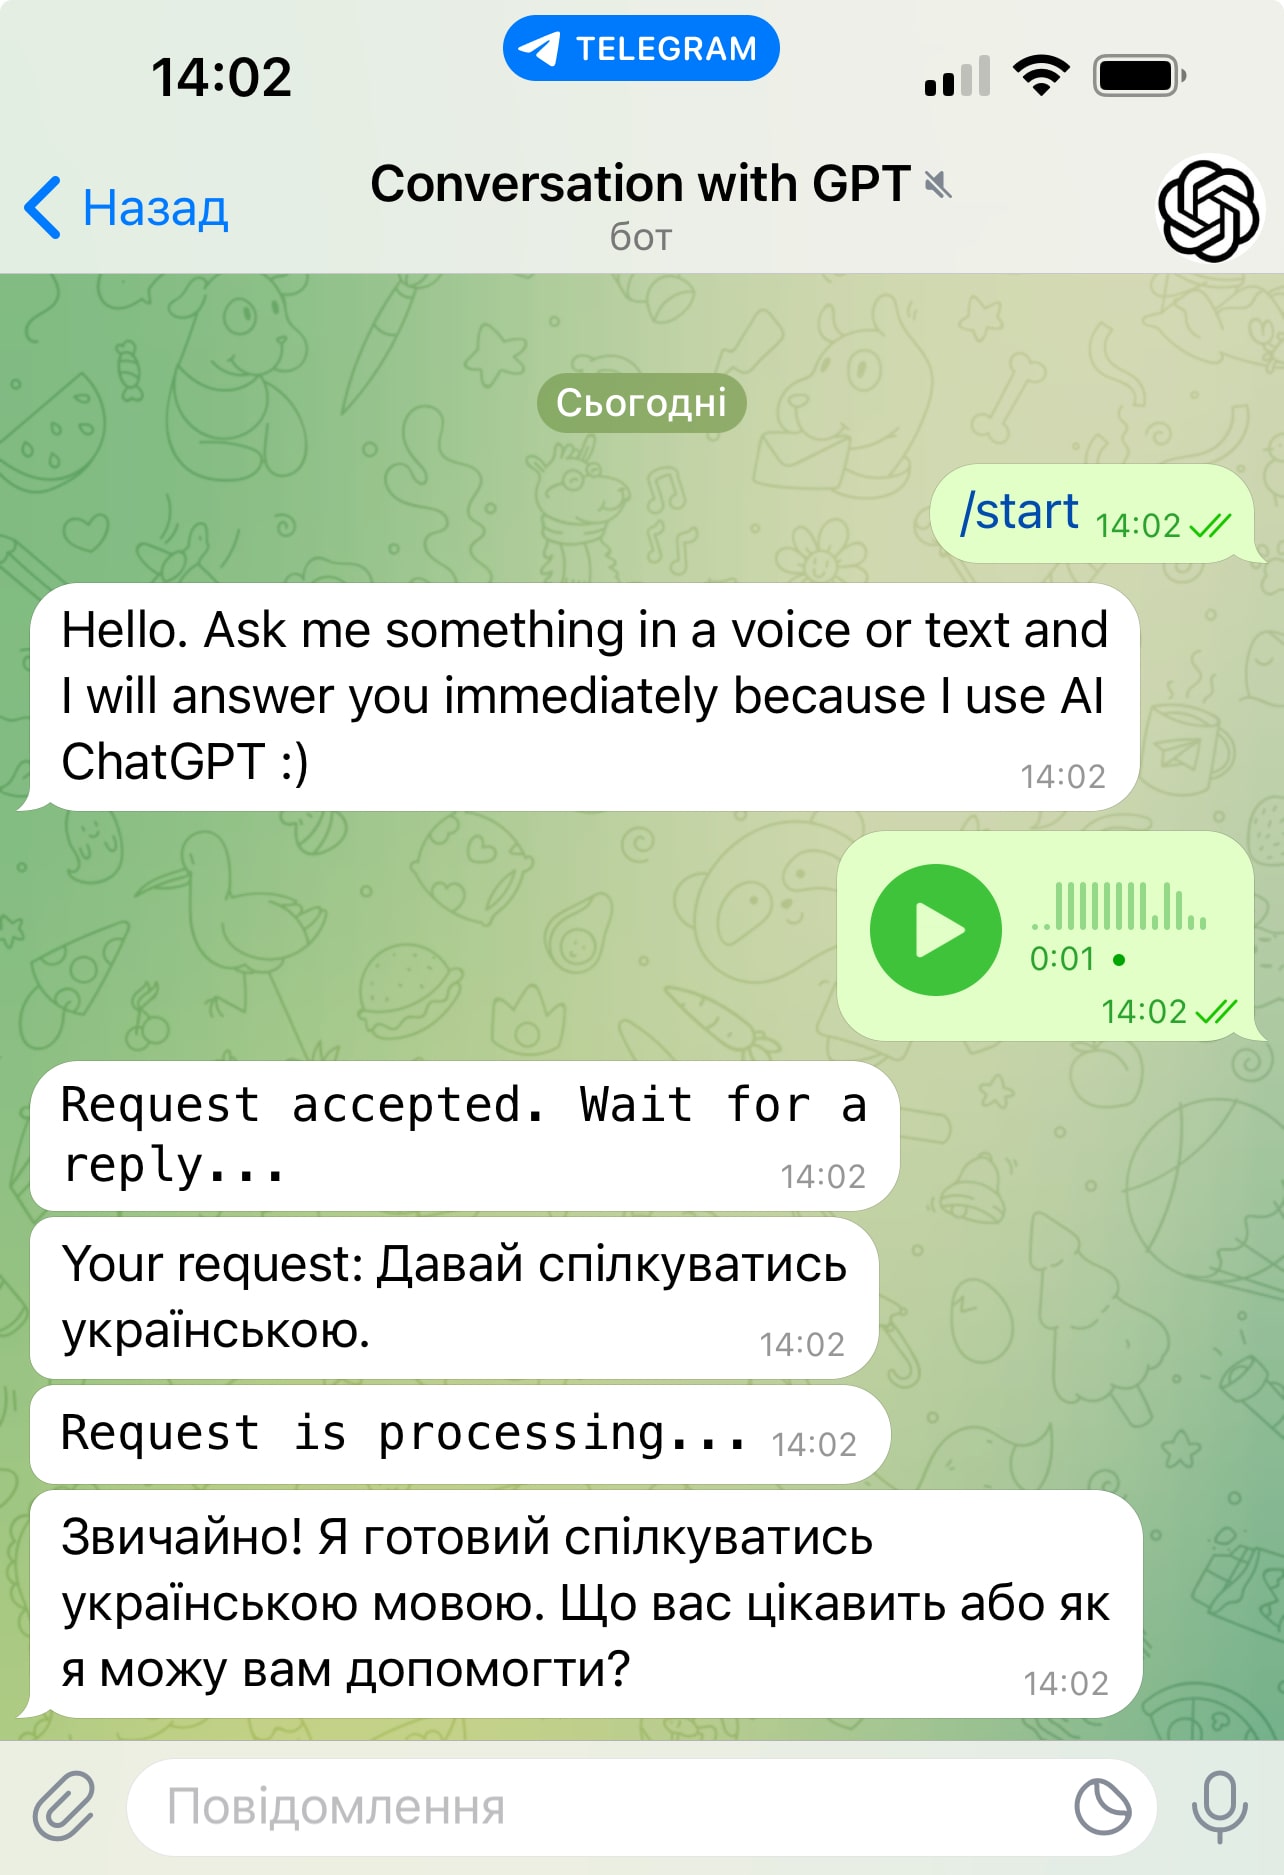 14:02
TELEGRAM
Назад
Conversation with GPT
бот
Сьогодні
/start 14:02
Hello. Ask me something in a voice or text and
I will answer you immediately because I use AI
ChatGPT :)
14:02
0:01
14:02
Request accepted. Wait for a
reply...
14:02
Your request: Давай спілкуватись
українською.
14:02
Request is processing... 14:02
Звичайно! Я готовий спілкуватись
українською мовою. Що вас цікавить або як
я можу вам допомогти?
14:02
Повідомлення